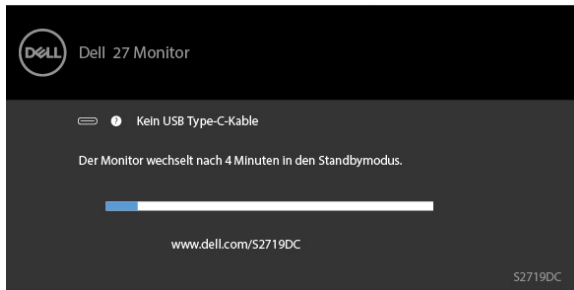 DELL
Dell 27 Monitor
? Kein USB Type-C-Kable
Der Monitor wechselt nach 4 Minuten in den Standbymodus.
www.dell.com/S2719DC
S2719DC